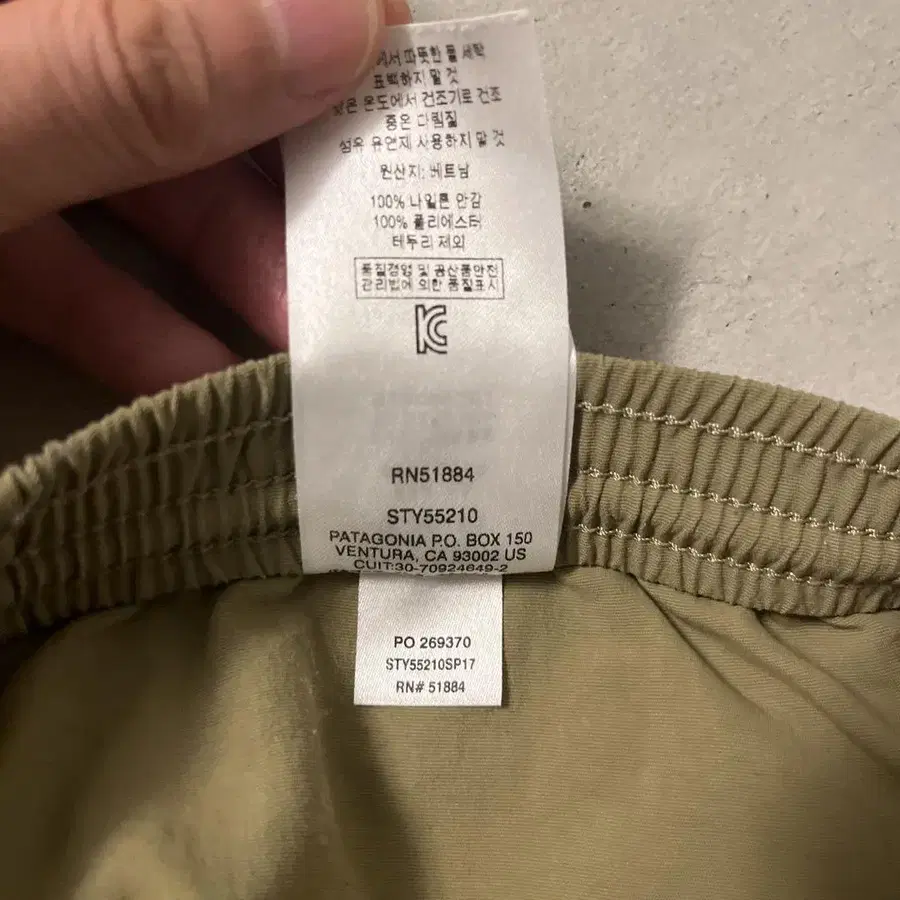 에서 따뜻한 물 세탁
표백하지 말 것
낮은 온도에서 건조기로 건조
중온 다림질
섬유 유연제 사용하지 말 것
원산지: 베트남
100% 나일론 안감
100% 폴리에스터
테두리 제외
품질경영 및 공산품안전
관리법에 의한 품질표시
KC
RN51884
STY55210
PATAGONIA P.O. BOX 150
VENTURA, CA 93002 US
CUIT:30-70924649-2
PO 269370
STY55210SP17
RN# 51884